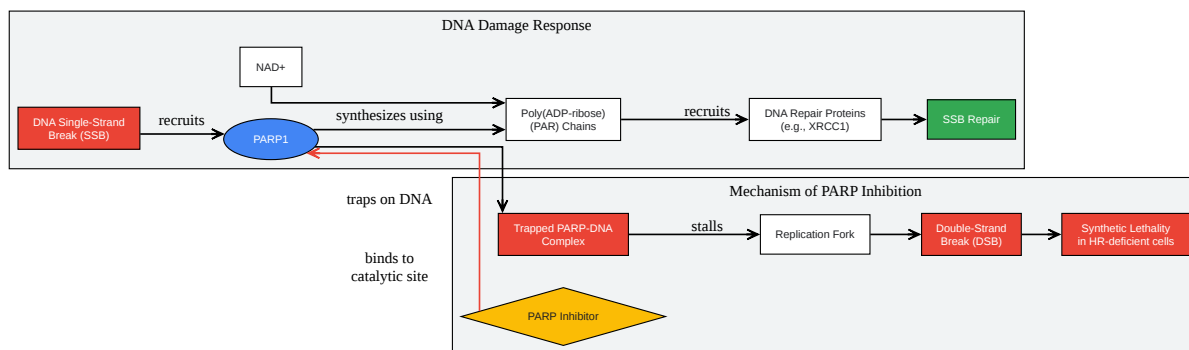 DNA Damage Response
NAD+
DNA Single-Strand
Break (SSB)
recruits
PARP1
synthesizes using
Poly(ADP-ribose)
(PAR) Chains
recruits
DNA Repair Proteins
(e.g., XRCC1)
SSB Repair
Mechanism of PARP Inhibition
traps on DNA
Trapped PARP-DNA
Complex
stalls
Replication Fork
Double-Strand
Break (DSB)
Synthetic Lethality
in HR-deficient cells
binds to
catalytic site
PARP Inhibitor